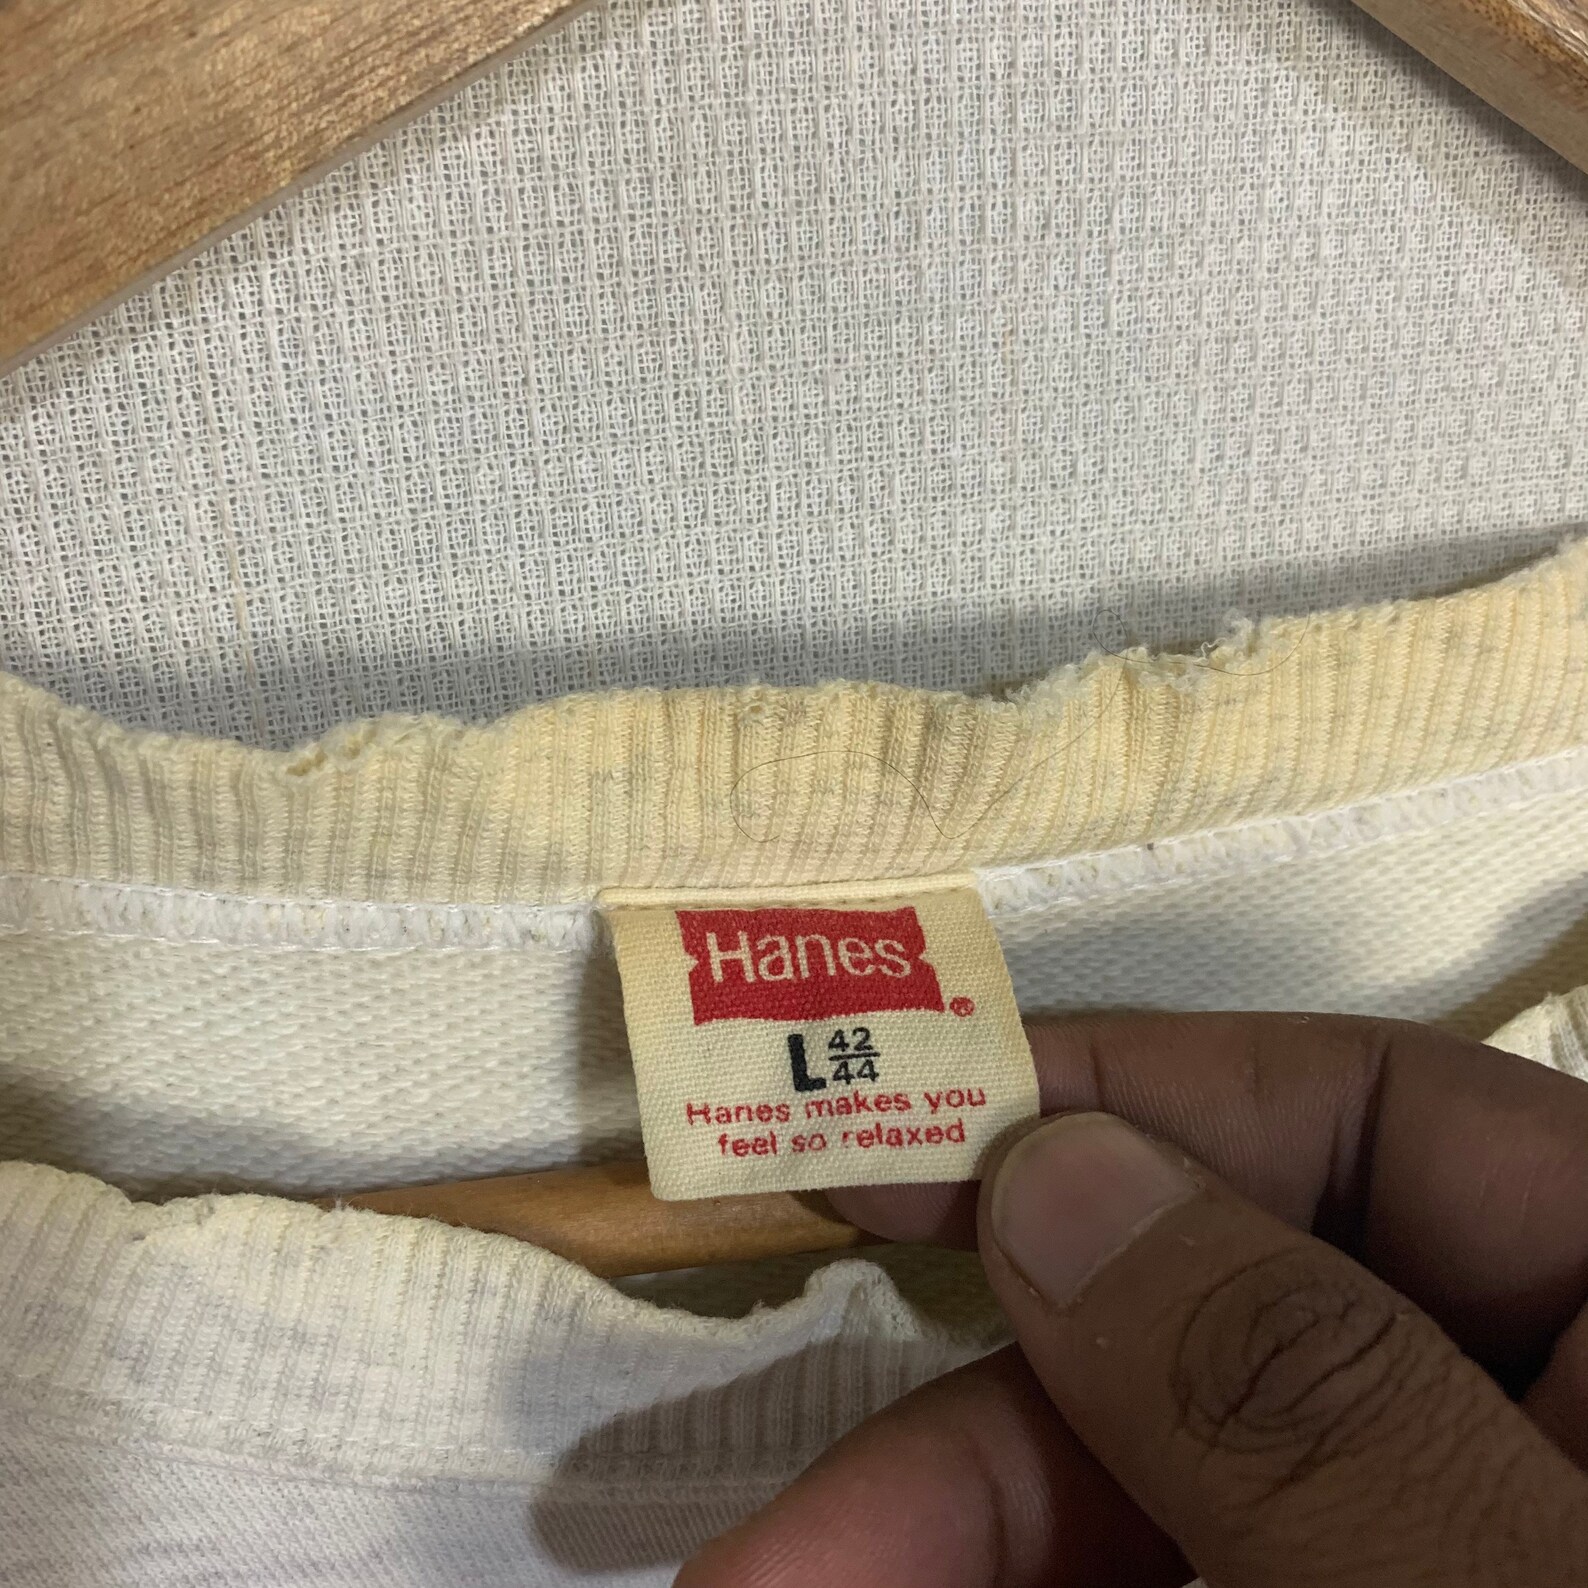 Hanes®
L 42/44
Hanes makes you
feel so relaxed